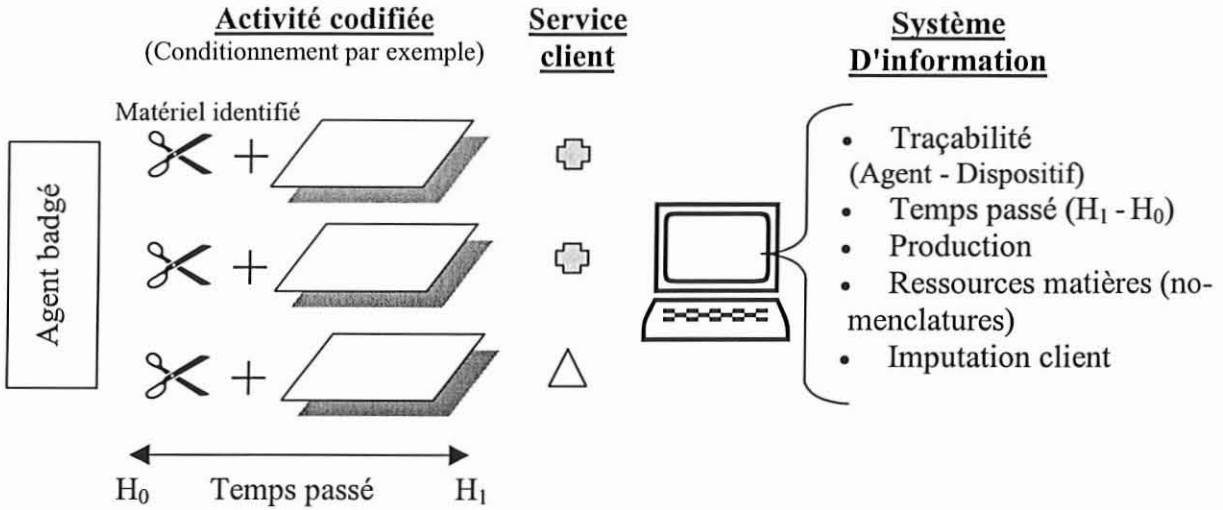 Activité codifiée
(Conditionnement par exemple)
Service
client
Système
D'information
Matériel identifié
Agent badgé
• Traçabilité
(Agent - Dispositif)
• Temps passé (H₁ - H₀)
• Production
• Ressources matières (no-
menclatures)
• Imputation client
H₀ Temps passé H₁